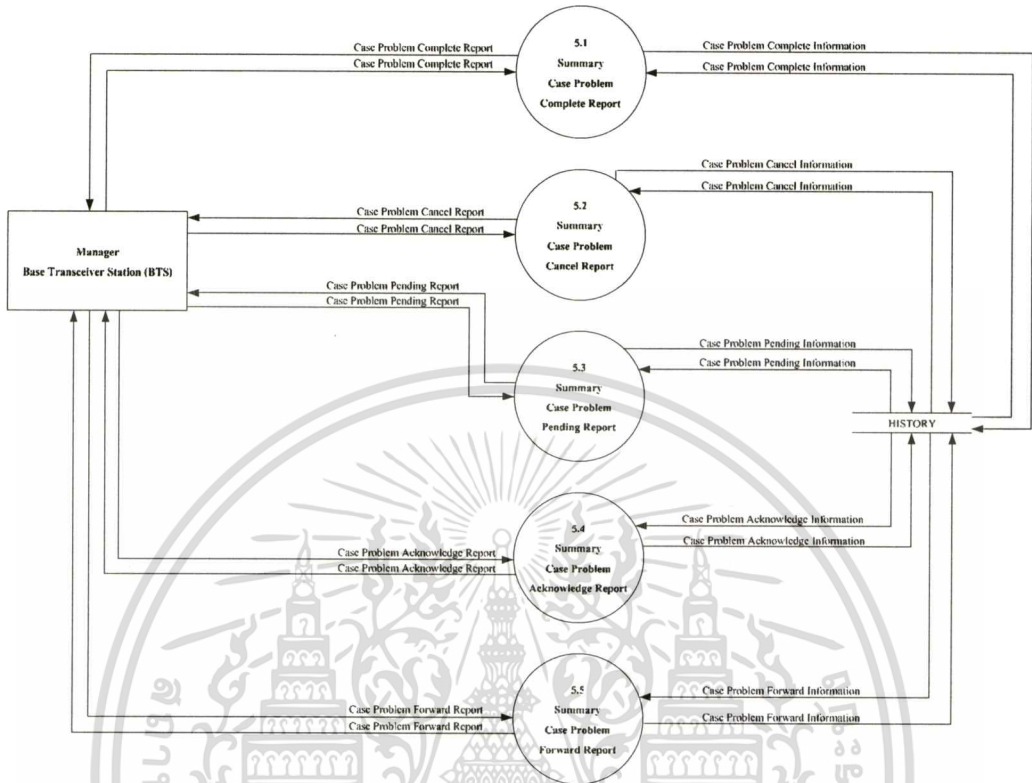 Case Problem Complete Report
Case Problem Complete Report
5.1
Summary
Case Problem
Complete Report
Case Problem Complete Information
Case Problem Complete Information
Manager
Base Transceiver Station (BTS)
Case Problem Cancel Report
Case Problem Cancel Report
5.2
Summary
Case Problem
Cancel Report
Case Problem Cancel Information
Case Problem Cancel Information
Case Problem Pending Report
Case Problem Pending Report
5.3
Summary
Case Problem
Pending Report
Case Problem Pending Information
Case Problem Pending Information
HISTORY
Case Problem Acknowledge Report
Case Problem Acknowledge Report
5.4
Summary
Case Problem
Acknowledge Report
Case Problem Acknowledge Information
Case Problem Acknowledge Information
Case Problem Forward Report
Case Problem Forward Report
5.5
Summary
Case Problem
Forward Report
Case Problem Forward Information
Case Problem Forward Information